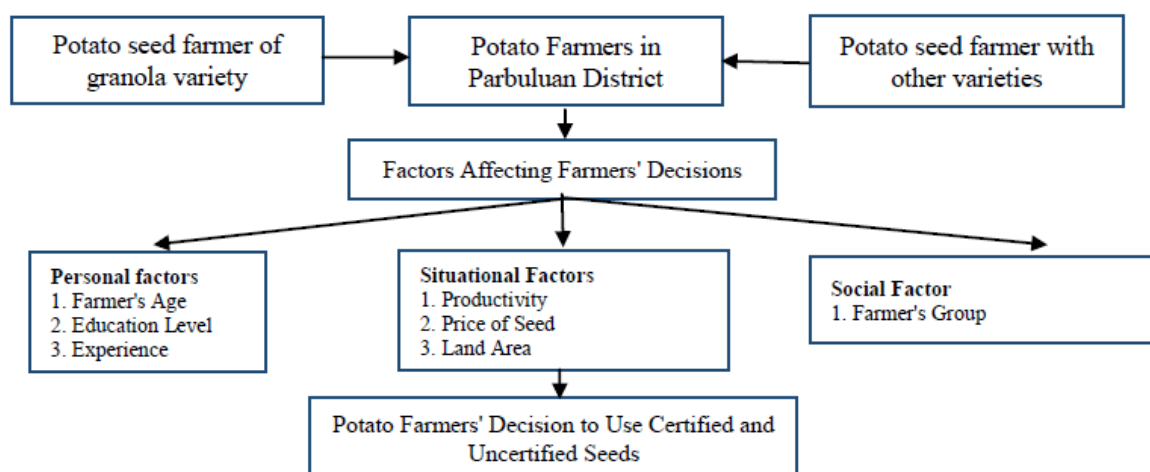 Potato seed farmer of
granola variety
Potato Farmers in
Parbuluan District
Potato seed farmer with
other varieties
Factors Affecting Farmers' Decisions
Personal factors
1. Farmer's Age
2. Education Level
3. Experience
Situational Factors
1. Productivity
2. Price of Seed
3. Land Area
Social Factor
1. Farmer's Group
Potato Farmers' Decision to Use Certified and
Uncertified Seeds